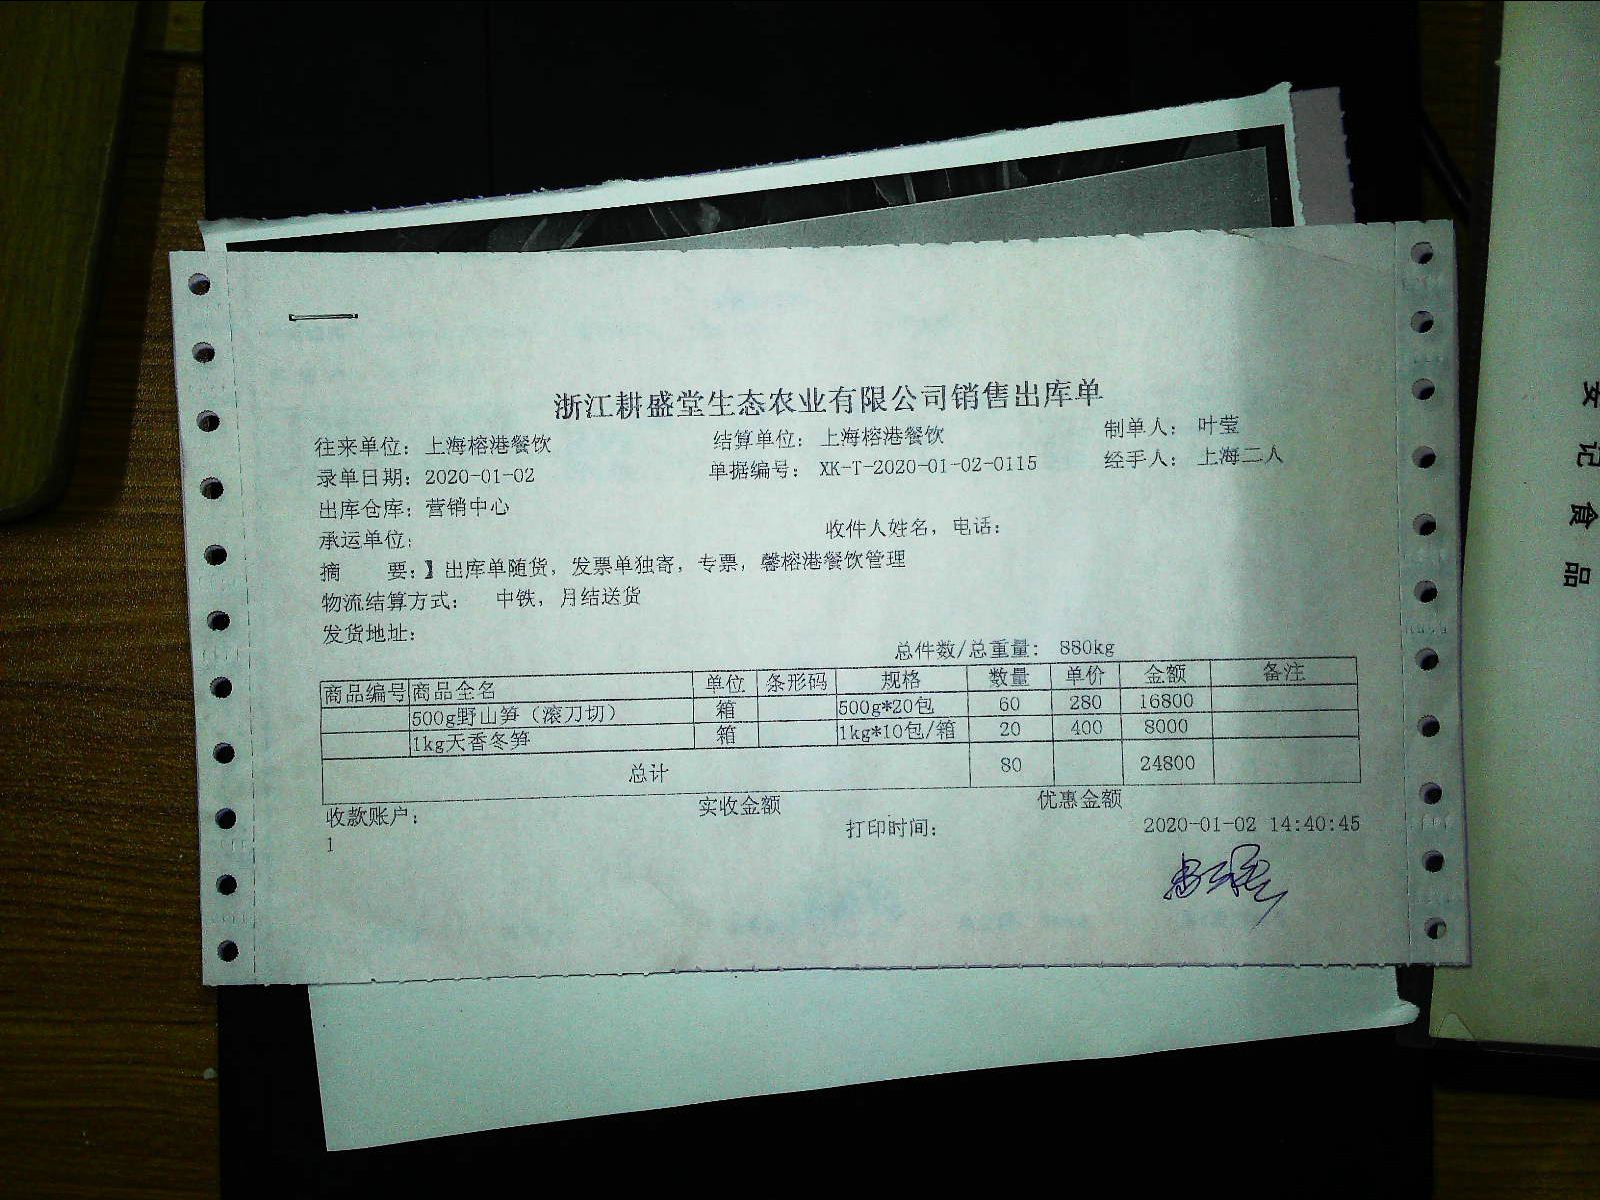 浙江耕盛堂生态农业有限公司销售出库单
往来单位：上海榕港餐饮 结算单位：上海榕港餐饮 制单人：叶莹
录单日期：2020-01-02 单据编号：XK-T-2020-01-02-0115 经手人：上海二人
出库仓库：营销中心
承运单位： 收件人姓名，电话：
摘 要：】出库单随货，发票单独寄，专票，馨榕港餐饮管理
物流结算方式： 中铁，月结送货
发货地址：
总件数/总重量： 880kg
商品编号 商品全名 单位 条形码 规格 数量 单价 金额 备注
500g野山笋（滚刀切） 箱 500g*20包 60 280 16800
1kg天香冬笋 箱 1kg*10包/箱 20 400 8000
总计 80 24800
收款账户： 实收金额 优惠金额
1 打印时间： 2020-01-02 14:40:45
记食品